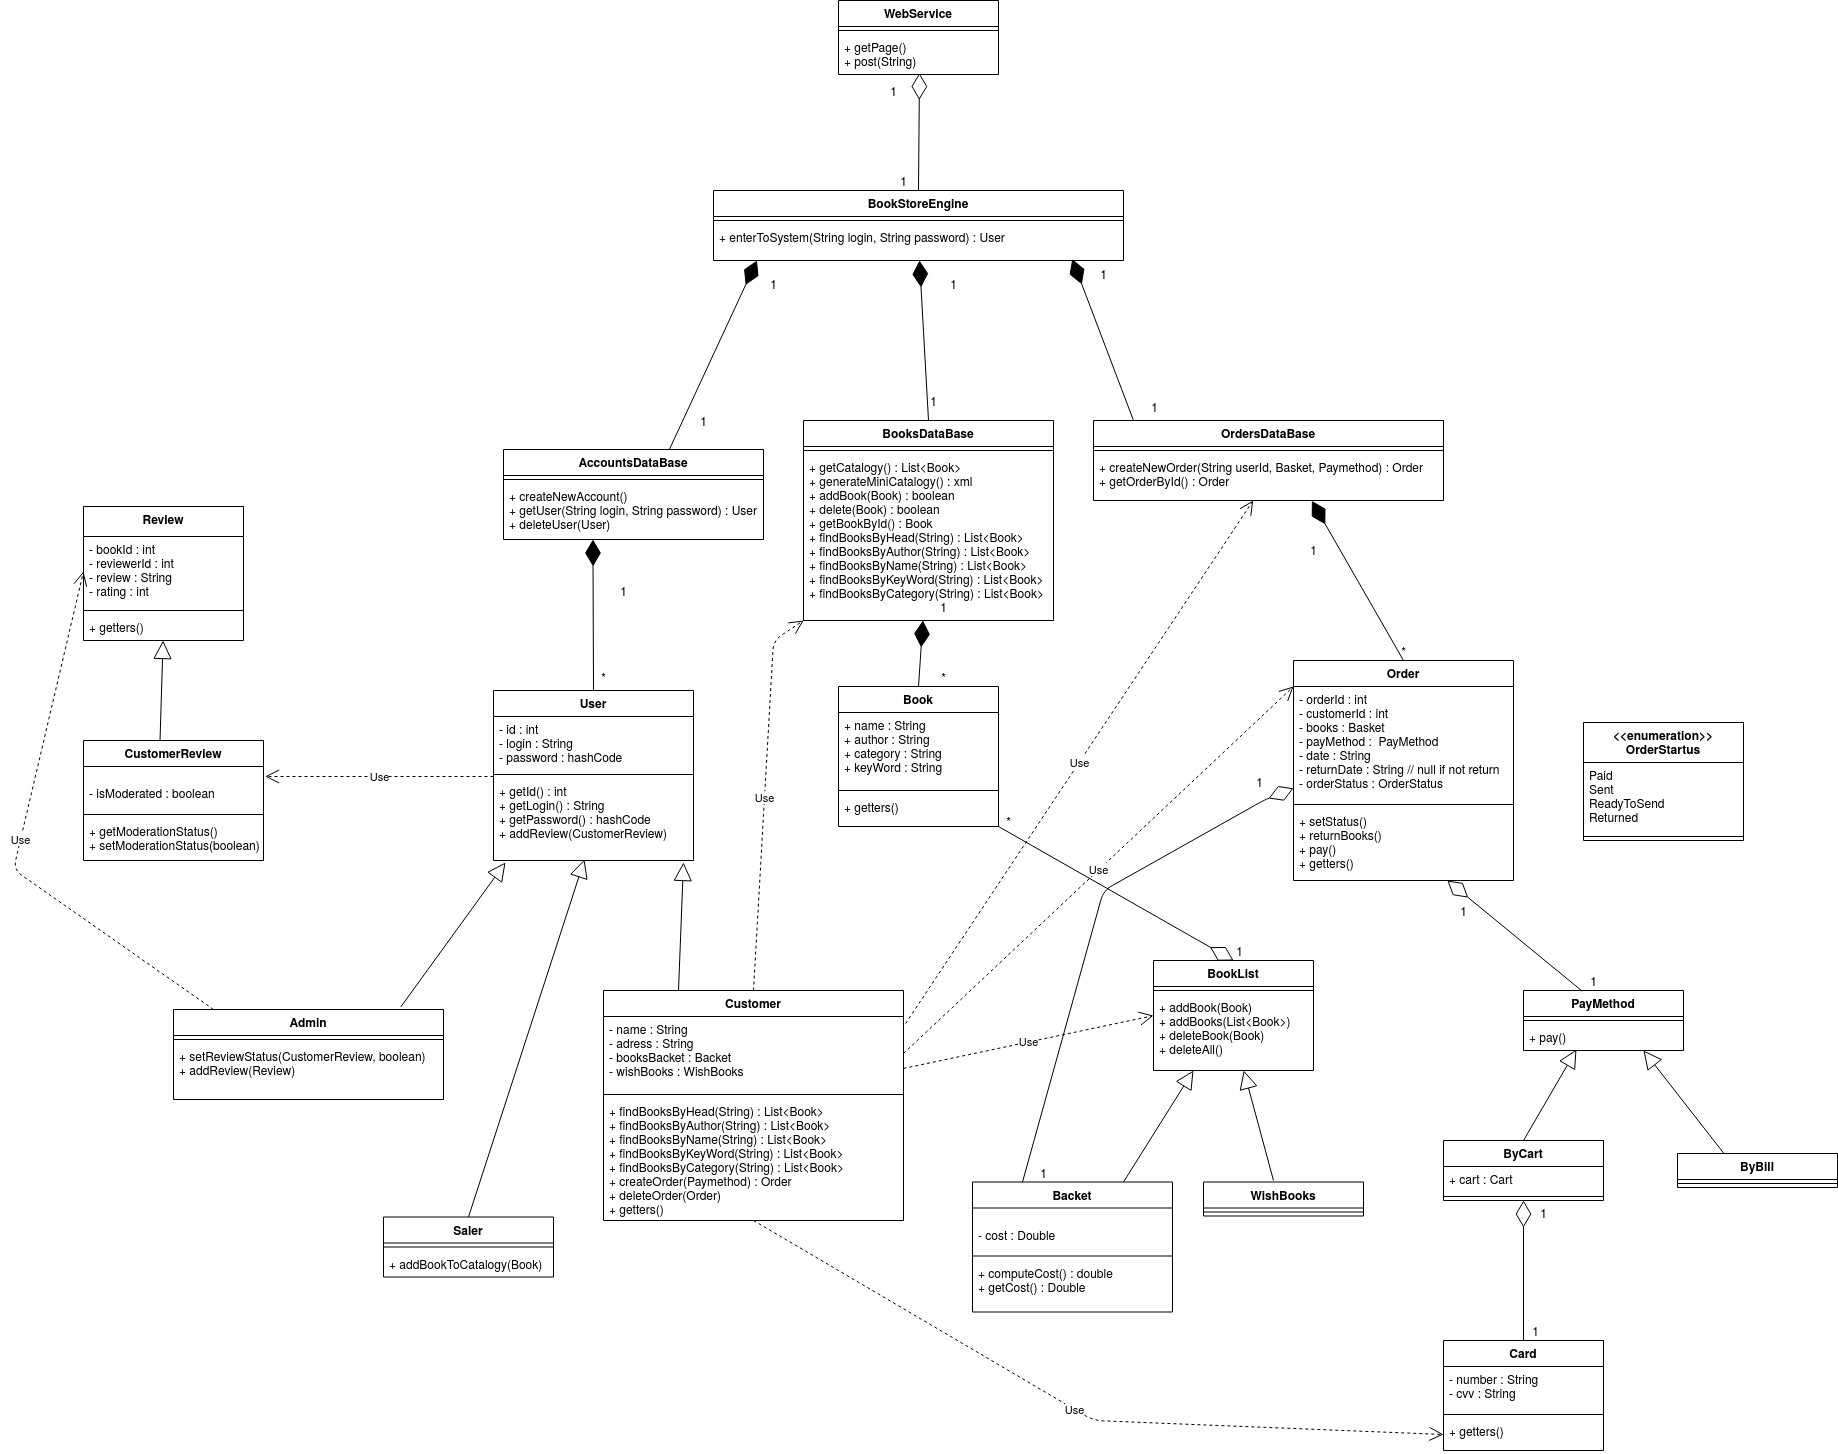 WebService
+ getPage()
+ post(String)
1
1
BookStoreEngine
+ enterToSystem(String login, String password) : User
1
1
1
1
1
1
AccountsDataBase
+ createNewAccount()
+ getUser(String login, String password) : User
+ deleteUser(User)
1
*
BooksDataBase
+ getCatalogy() : List<Book>
+ generateMiniCatalogy() : xml
+ addBook(Book) : boolean
+ delete(Book) : boolean
+ getBookById() : Book
+ findBooksByHead(String) : List<Book>
+ findBooksByAuthor(String) : List<Book>
+ findBooksByName(String) : List<Book>
+ findBooksByKeyWord(String) : List<Book>
+ findBooksByCategory(String) : List<Book>
1
*
OrdersDataBase
+ createNewOrder(String userId, Basket, Paymethod) : Order
+ getOrderById() : Order
1
*
Review
- bookId : int
- reviewerId : int
- review : String
- rating : int
+ getters()
CustomerReview
- isModerated : boolean
+ getModerationStatus()
+ setModerationStatus(boolean)
Use
Use
User
- id : int
- login : String
- password : hashCode
+ getId() : int
+ getLogin() : String
+ getPassword() : hashCode
+ addReview(CustomerReview)
Use
Book
- name : String
+ author : String
+ category : String
+ keyWord : String
+ getters()
*
Use
Use
Order
- orderId : int
- customerId : int
- books : Basket
- payMethod :  PayMethod
- date : String
- returnDate : String // null if not return
- orderStatus : OrderStatus
+ setStatus()
+ returnBooks()
+ pay()
+ getters()
1
1
<<enumeration>>
OrderStartus
Paid
Sent
ReadyToSend
Returned
Admin
+ setReviewStatus(CustomerReview, boolean)
+ addReview(Review)
Customer
- name : String
- adress : String
- booksBacket : Backet
- wishBooks : WishBooks
+ findBooksByHead(String) : List<Book>
+ findBooksByAuthor(String) : List<Book>
+ findBooksByName(String) : List<Book>
+ findBooksByKeyWord(String) : List<Book>
+ findBooksByCategory(String) : List<Book>
+ createOrder(Paymethod) : Order
+ deleteOrder(Order)
+ getters()
Use
1
BookList
+ addBook(Book)
+ addBooks(List<Book>)
+ deleteBook(Book)
+ deleteAll()
1
PayMethod
+ pay()
Saler
+ addBookToCatalogy(Book)
1
Backet
- cost : Double
+ computeCost() : double
+ getCost() : Double
WishBooks
ByCart
+ cart : Cart
1
ByBill
1
Card
- number : String
- cvv : String
+ getters()
Use